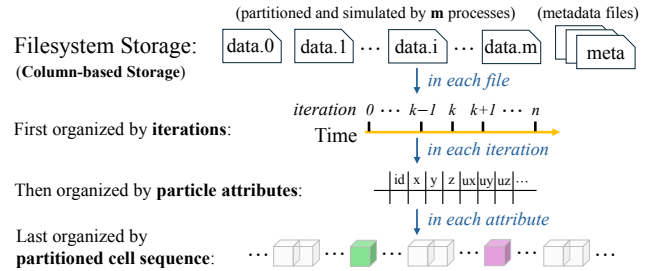 (partitioned and simulated by m processes) (metadata files)
Filesystem Storage: data.0 data.1 ... data.i ... data.m meta
(Column-based Storage)
in each file
iteration 0 ... k−1 k k+1 ... n
First organized by iterations: Time
in each iteration
Then organized by particle attributes: id x y z ux uy uz ...
in each attribute
Last organized by
partitioned cell sequence: ... ... ... ... ...